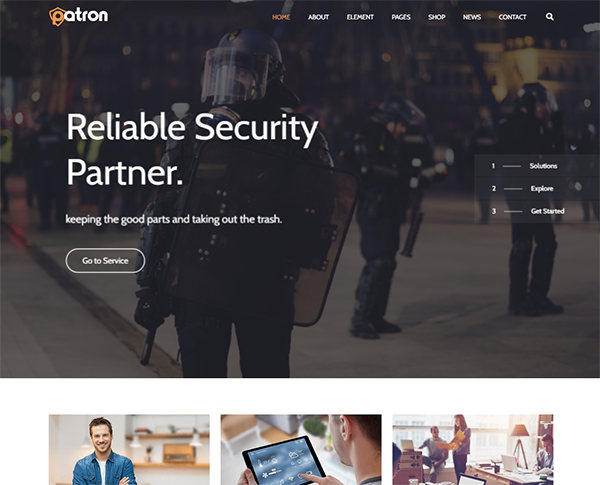 patron
HOME ABOUT ELEMENT PAGES SHOP NEWS CONTACT
Reliable Security
Partner.
keeping the good parts and taking out the trash.
Go to Service
1 Solutions
2 Explore
3 Get Started